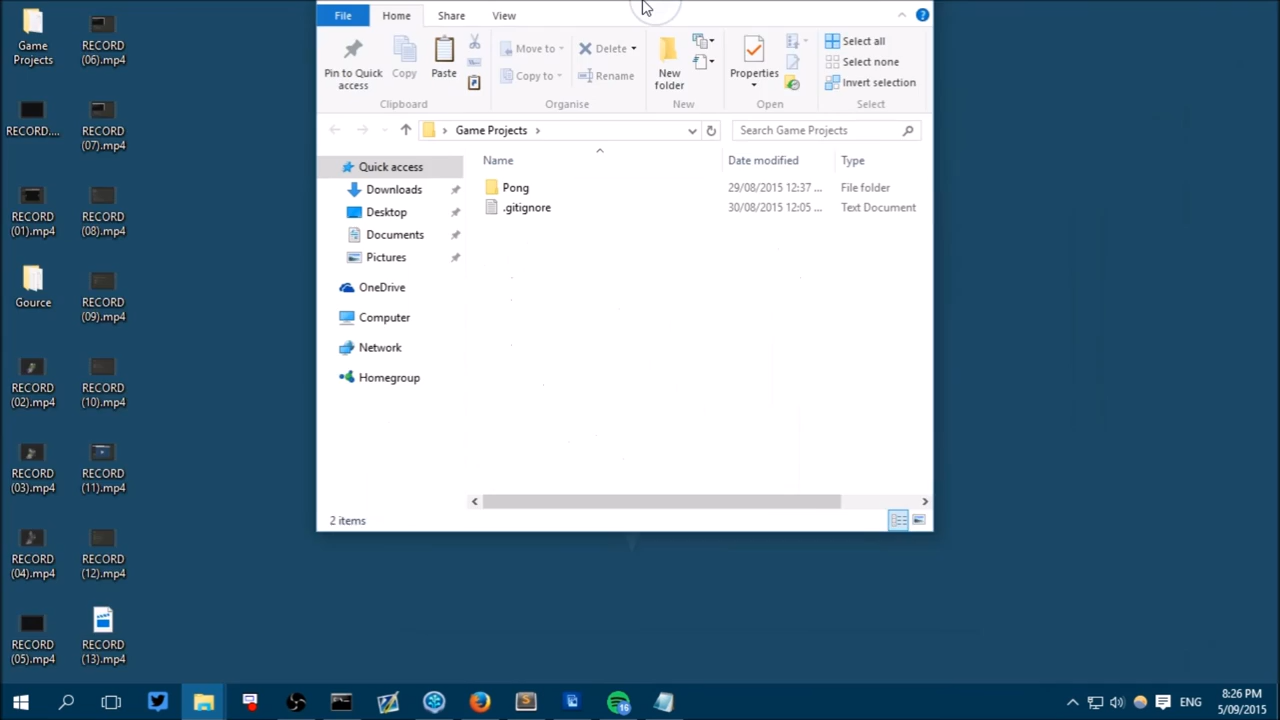 File Home Share View
Pin to Quick access
Copy
Paste
Clipboard
Move to
Copy to
Delete
Rename
Organise
New folder
New
Properties
Open
Select all
Select none
Invert selection
Select
Game Projects
Search Game Projects
Name Date modified Type
Pong 29/08/2015 12:37 ... File folder
.gitignore 30/08/2015 12:05 ... Text Document
Quick access
Downloads
Desktop
Documents
Pictures
OneDrive
Computer
Network
Homegroup
2 items
Game Projects
RECORD....
RECORD (01).mp4
Gource
RECORD (02).mp4
RECORD (03).mp4
RECORD (04).mp4
RECORD (05).mp4
RECORD (06).mp4
RECORD (07).mp4
RECORD (08).mp4
RECORD (09).mp4
RECORD (10).mp4
RECORD (11).mp4
RECORD (12).mp4
RECORD (13).mp4
16
ENG
8:26 PM
5/09/2015